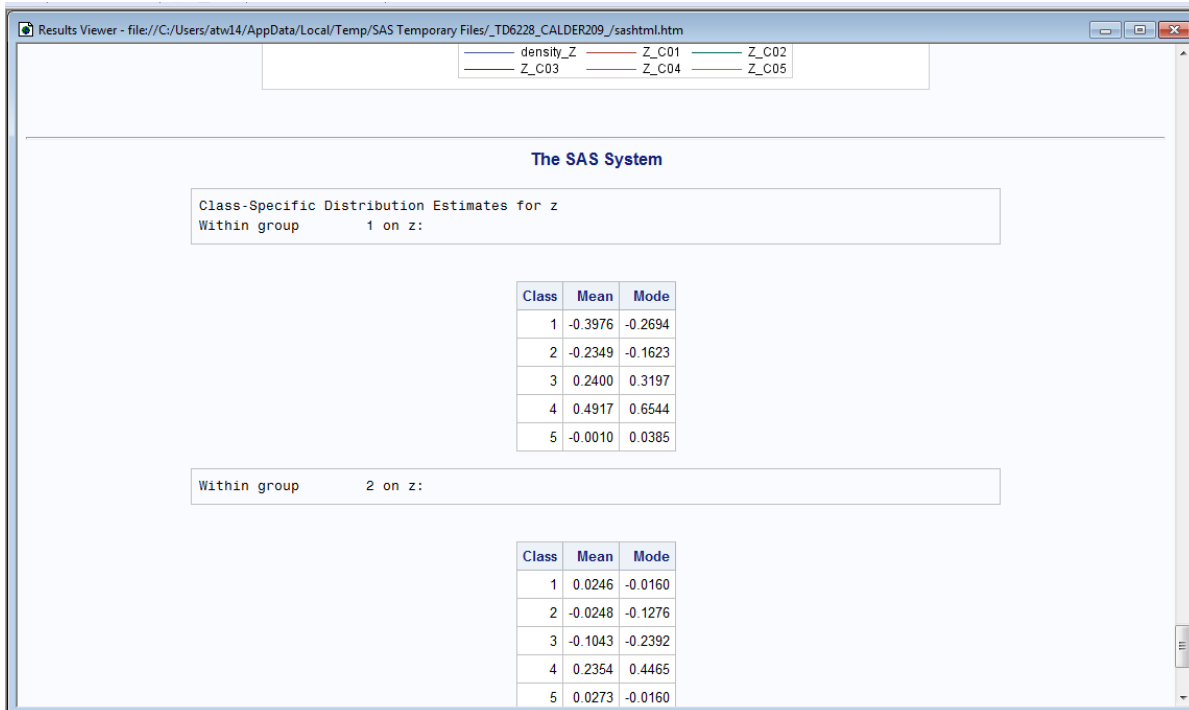 Results Viewer - file://C:/Users/atw14/AppData/Local/Temp/SAS Temporary Files/_TD6228_CALDER209_/sashtml.htm
density_Z Z_C01 Z_C02
Z_C03 Z_C04 Z_C05
The SAS System
Class-Specific Distribution Estimates for z
Within group 1 on z:
Class Mean Mode
1 -0.3976 -0.2694
2 -0.2349 -0.1623
3 0.2400 0.3197
4 0.4917 0.6544
5 -0.0010 0.0385
Within group 2 on z:
Class Mean Mode
1 0.0246 -0.0160
2 -0.0248 -0.1276
3 -0.1043 -0.2392
4 0.2354 0.4465
5 0.0273 -0.0160